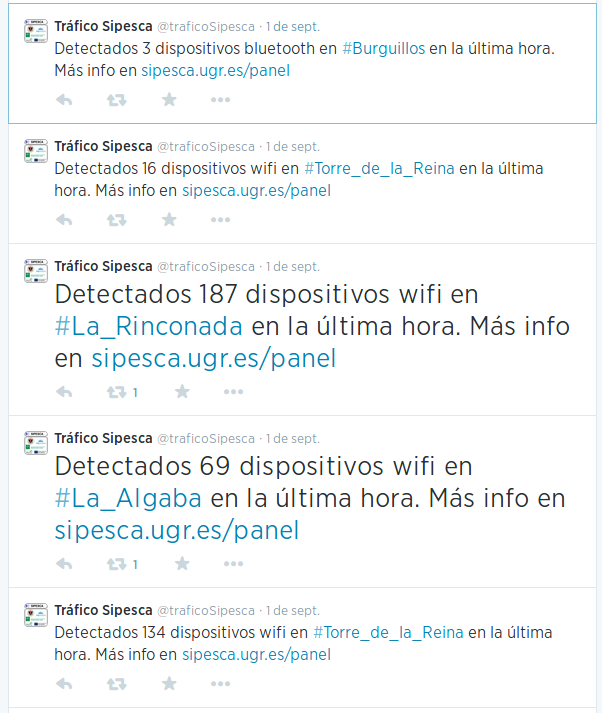 Tráfico Sipesca @traficoSipesca · 1 de sept.
Detectados 3 dispositivos bluetooth en #Burguillos en la última hora.
Más info en sipesca.ugr.es/panel
Tráfico Sipesca @traficoSipesca · 1 de sept.
Detectados 16 dispositivos wifi en #Torre_de_la_Reina en la última
hora. Más info en sipesca.ugr.es/panel
Tráfico Sipesca @traficoSipesca · 1 de sept.
Detectados 187 dispositivos wifi en
#La_Rinconada en la última hora. Más info
en sipesca.ugr.es/panel
1
Tráfico Sipesca @traficoSipesca · 1 de sept.
Detectados 69 dispositivos wifi en
#La_Algaba en la última hora. Más info en
sipesca.ugr.es/panel
1
Tráfico Sipesca @traficoSipesca · 1 de sept.
Detectados 134 dispositivos wifi en #Torre_de_la_Reina en la última
hora. Más info en sipesca.ugr.es/panel